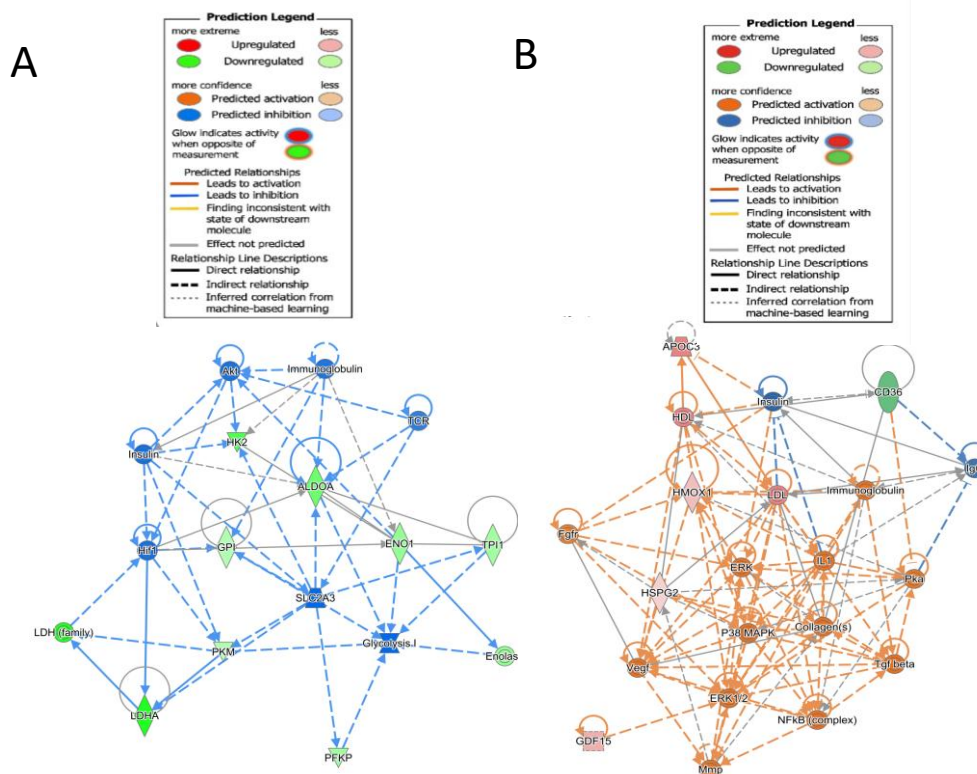 A
Prediction Legend
more extreme less
Upregulated
Downregulated
more confidence less
Predicted activation
Predicted inhibition
Glow indicates activity
when opposite of
measurement
Predicted Relationships
Leads to activation
Leads to inhibition
Finding inconsistent with
state of downstream
molecule
Effect not predicted
Relationship Line Descriptions
Direct relationship
Indirect relationship
Inferred correlation from
machine-based learning
Akt
Immunoglobulin
TCR
HK2
Insulin
ALDOA
Hif1
GPI
ENO1
TPI1
SLC2A3
LDH (family)
PKM
Glycolysis I
Enolas
LDHA
PFKP
B
Prediction Legend
more extreme less
Upregulated
Downregulated
more confidence less
Predicted activation
Predicted inhibition
Glow indicates activity
when opposite of
measurement
Predicted Relationships
Leads to activation
Leads to inhibition
Finding inconsistent with
state of downstream
molecule
Effect not predicted
Relationship Line Descriptions
Direct relationship
Indirect relationship
Inferred correlation from
machine-based learning
APOC3
Insulin
CD36
HDL
HMOX1
LDL
Immunoglobulin
Fgfr
ERK
IL1
Pka
HSPG2
P38 MAPK
Collagen(s)
Vegf
Tgf beta
ERK1/2
NFkB (complex)
GDF15
Mmp